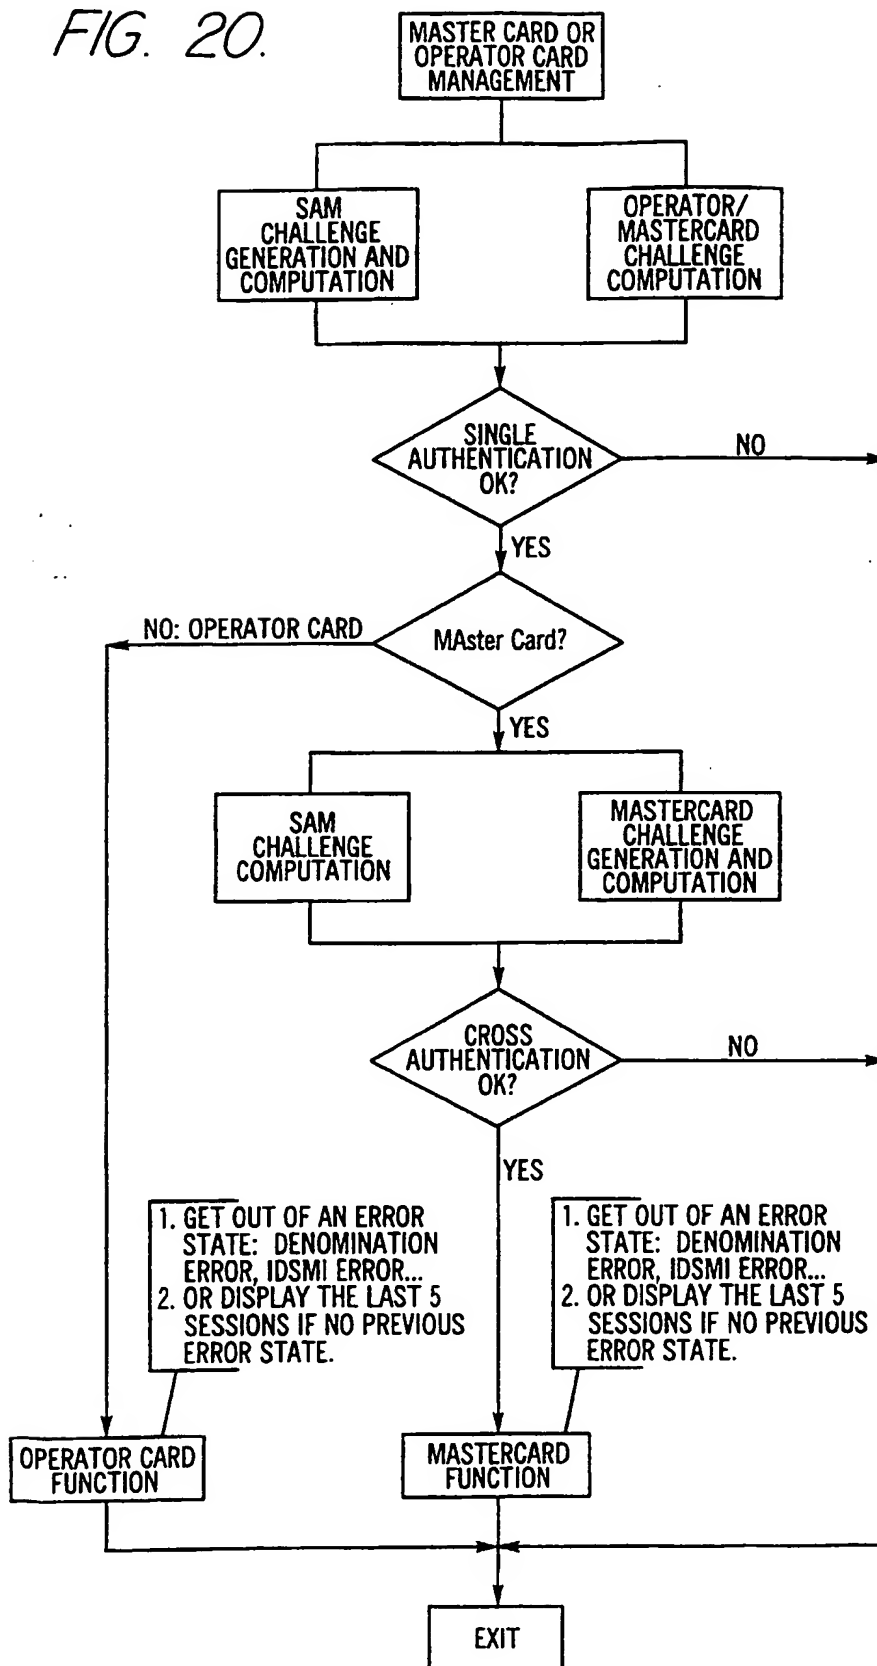 FIG. 20.
MASTER CARD OR
OPERATOR CARD
MANAGEMENT
SAM
CHALLENGE
GENERATION AND
COMPUTATION
OPERATOR/
MASTERCARD
CHALLENGE
COMPUTATION
SINGLE
AUTHENTICATION
OK?
NO
YES
NO: OPERATOR CARD
MAster Card?
YES
SAM
CHALLENGE
COMPUTATION
MASTERCARD
CHALLENGE
GENERATION AND
COMPUTATION
CROSS
AUTHENTICATION
OK?
NO
YES
1. GET OUT OF AN ERROR
STATE: DENOMINATION
ERROR, IDSMI ERROR...
2. OR DISPLAY THE LAST 5
SESSIONS IF NO PREVIOUS
ERROR STATE.
1. GET OUT OF AN ERROR
STATE: DENOMINATION
ERROR, IDSMI ERROR...
2. OR DISPLAY THE LAST 5
SESSIONS IF NO PREVIOUS
ERROR STATE.
OPERATOR CARD
FUNCTION
MASTERCARD
FUNCTION
EXIT